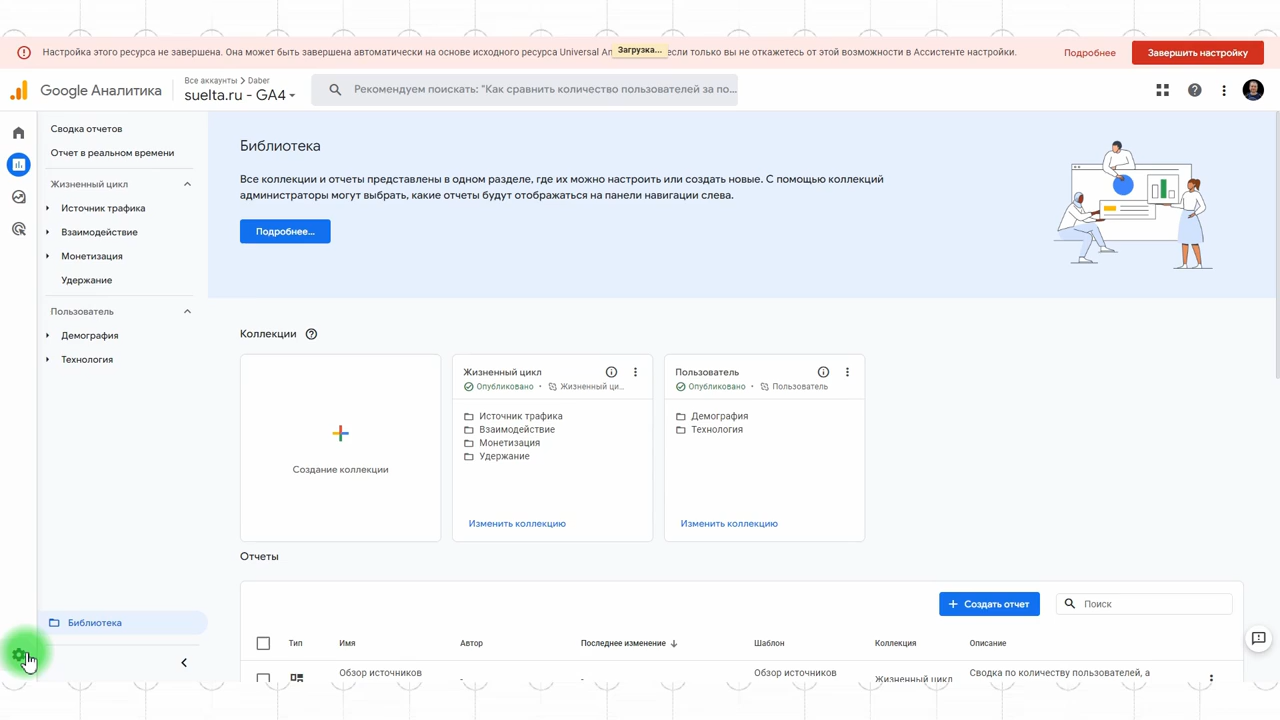 Настройка этого ресурса не завершена. Она может быть завершена автоматически на основе исходного ресурса Universal An
Загрузка...
если только вы не откажетесь от этой возможности в Ассистенте настройки.
Подробнее
Завершить настройку
Google Аналитика
Все аккаунты > Daber
suelta.ru - GA4
Рекомендуем поискать: "Как сравнить количество пользователей за по...
Сводка отчетов
Отчет в реальном времени
Жизненный цикл
Источник трафика
Взаимодействие
Монетизация
Удержание
Пользователь
Демография
Технология
Библиотека
Библиотека
Все коллекции и отчеты представлены в одном разделе, где их можно настроить или создать новые. С помощью коллекций
администраторы могут выбрать, какие отчеты будут отображаться на панели навигации слева.
Подробнее...
Коллекции
Создание коллекции
Жизненный цикл
Опубликовано • Жизненный ци...
Источник трафика
Взаимодействие
Монетизация
Удержание
Изменить коллекцию
Пользователь
Опубликовано • Пользователь
Демография
Технология
Изменить коллекцию
Отчеты
+ Создать отчет
Поиск
Тип Имя Автор Последнее изменение Шаблон Коллекция Описание
Обзор источников - - Обзор источников Жизненный цикл Сводка по количеству пользователей, а